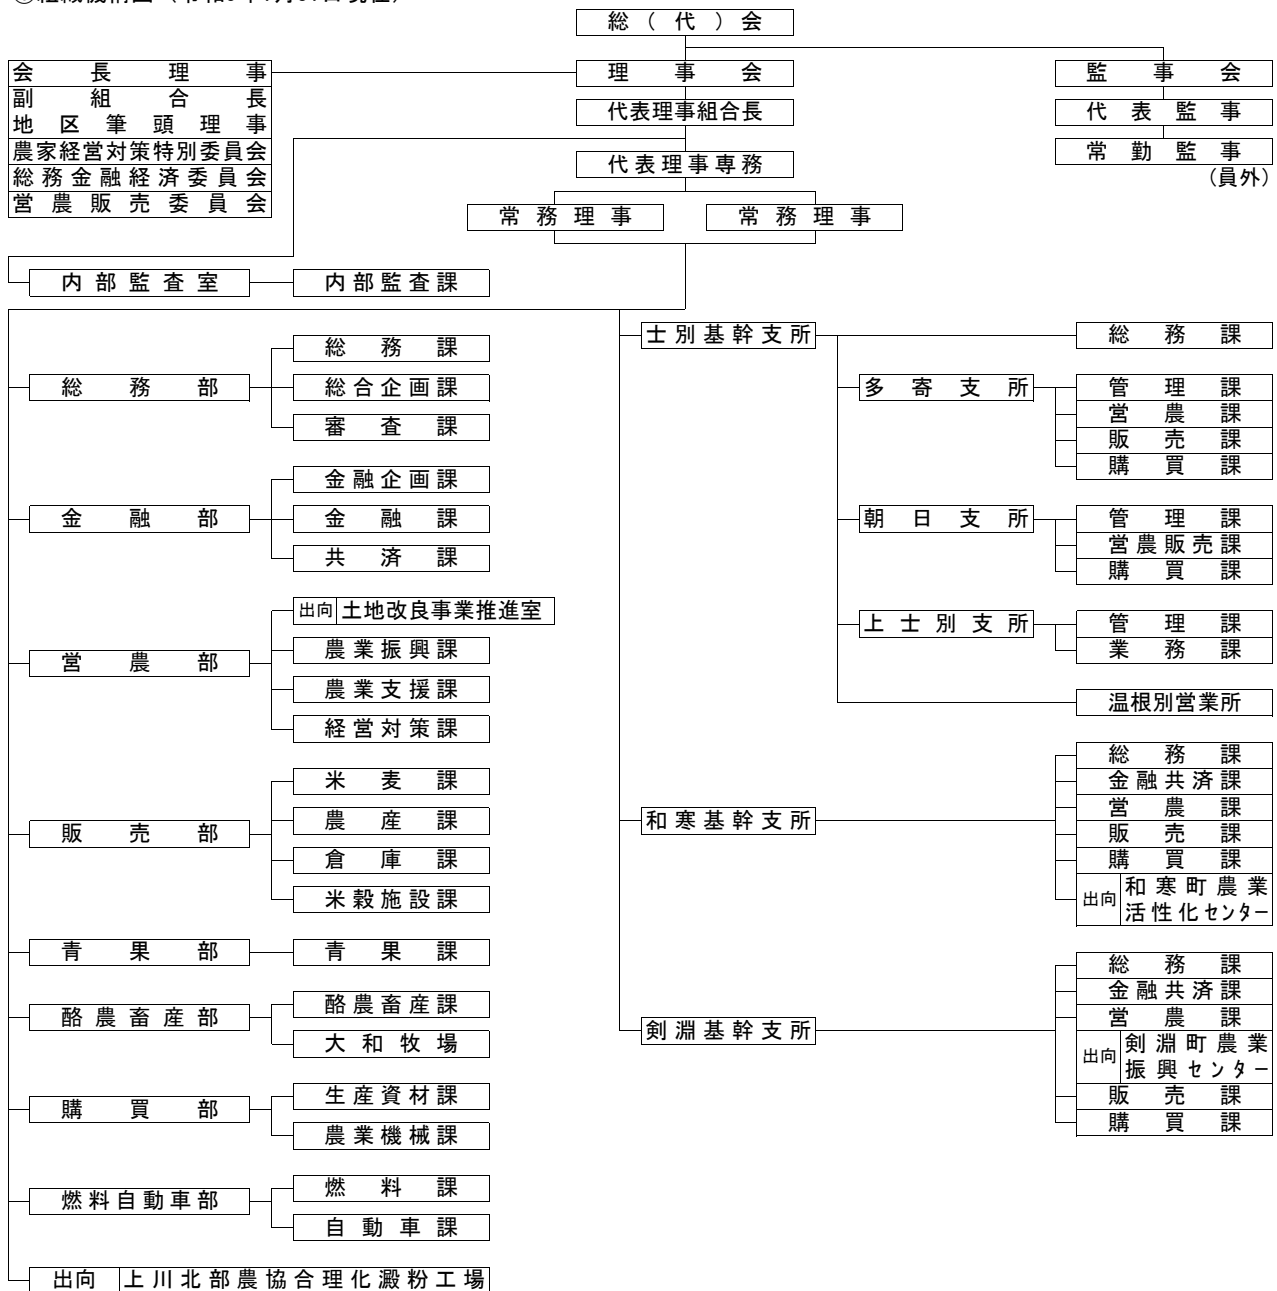 総（代）会
会長理事
理事会
監事会
副組合長
地区筆頭理事
代表理事組合長
代表監事
農家経営対策特別委員会
代表理事専務
常勤監事
（員外）
総務金融経済委員会
営農販売委員会
常務理事
常務理事
内部監査室
内部監査課
総務部
総務課
総合企画課
審査課
金融部
金融企画課
金融課
共済課
営農部
出向 土地改良事業推進室
農業振興課
農業支援課
経営対策課
販売部
米麦課
農産課
倉庫課
米穀施設課
青果部
青果課
酪農畜産部
酪農畜産課
大和牧場
購買部
生産資材課
農業機械課
燃料自動車部
燃料課
自動車課
出向 上川北部農協合理化澱粉工場
士別基幹支所
総務課
多寄支所
管理課
営農課
販売課
購買課
朝日支所
管理課
営農販売課
購買課
上士別支所
管理課
業務課
温根別営業所
和寒基幹支所
総務課
金融共済課
営農課
販売課
購買課
出向 和寒町農業
活性化センター
剣淵基幹支所
総務課
金融共済課
営農課
出向 剣淵町農業
振興センター
販売課
購買課